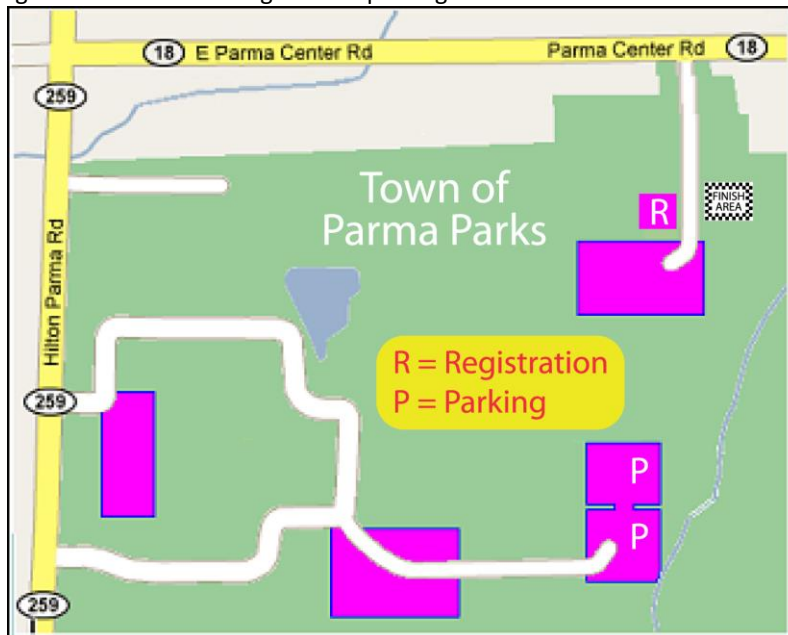 18 E Parma Center Rd
Parma Center Rd 18
259
Town of
Parma Parks
R
FINISH
AREA
Hilton Parma Rd
R = Registration
P = Parking
259
P
P
259